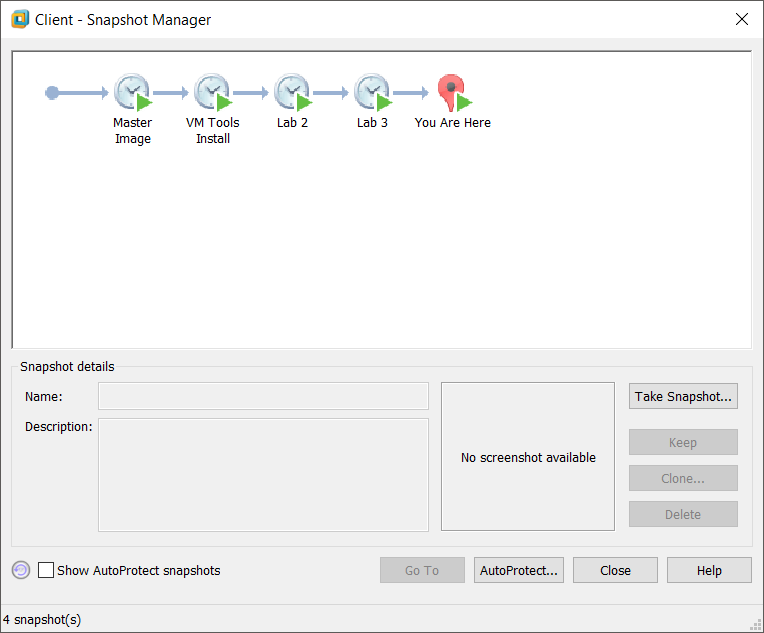 Client - Snapshot Manager
Master
Image
VM Tools
Install
Lab 2
Lab 3
You Are Here
Snapshot details
Name:
Take Snapshot...
Description:
No screenshot available
Keep
Clone...
Delete
Show AutoProtect snapshots
Go To
AutoProtect...
Close
Help
4 snapshot(s)